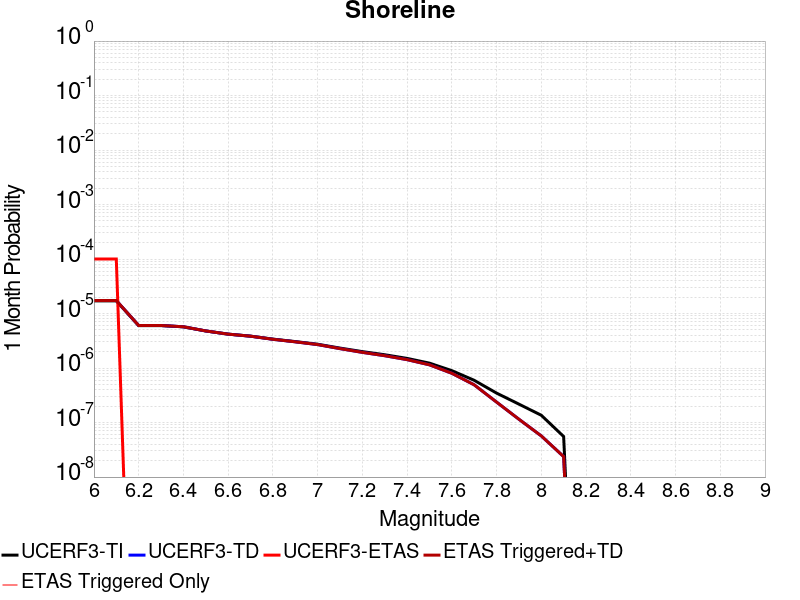 Shoreline
10^0
10^-1
10^-2
10^-3
10^-4
10^-5
10^-6
10^-7
10^-8
1 Month Probability
6 6.2 6.4 6.6 6.8 7 7.2 7.4 7.6 7.8 8 8.2 8.4 8.6 8.8 9
Magnitude
UCERF3-TI UCERF3-TD UCERF3-ETAS ETAS Triggered+TD
ETAS Triggered Only